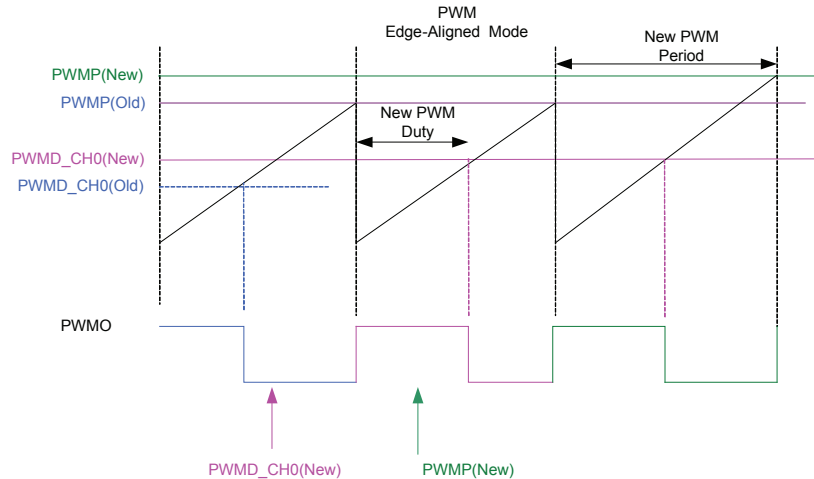 PWM
Edge-Aligned Mode
New PWM
Period
PWMP(New)
PWMP(Old)
New PWM
Duty
PWMD_CH0(New)
PWMD_CH0(Old)
PWMO
PWMD_CH0(New)
PWMP(New)